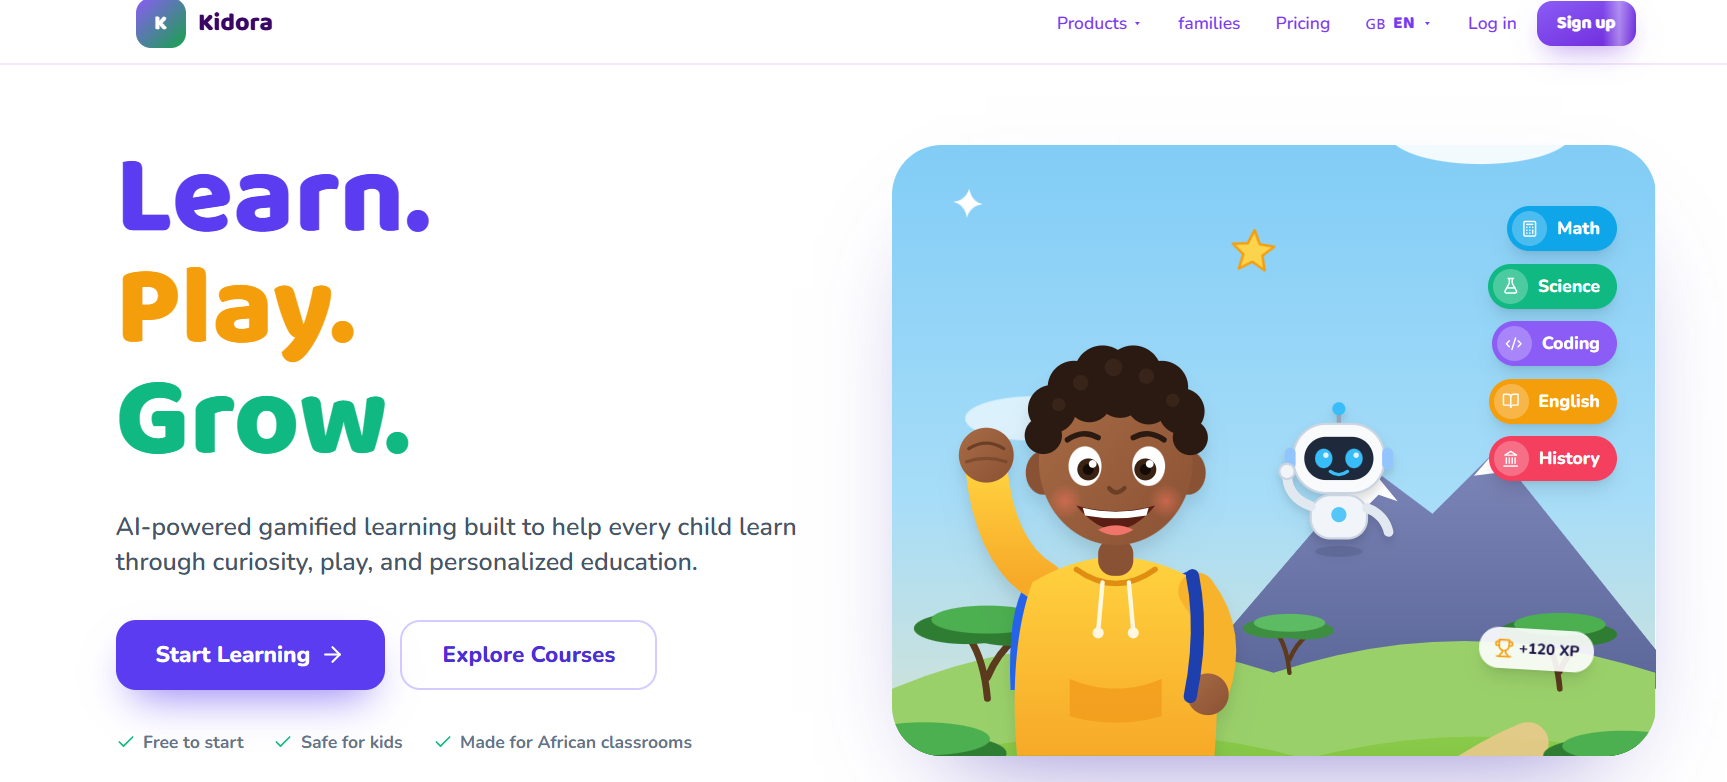 K
Kidora
Products
families
Pricing
GB EN
Log in
Sign up
Learn.
Play.
Grow.
AI-powered gamified learning built to help every child learn
through curiosity, play, and personalized education.
Start Learning →
Explore Courses
Free to start
Safe for kids
Made for African classrooms
Math
Science
</> Coding
English
History
+120 XP